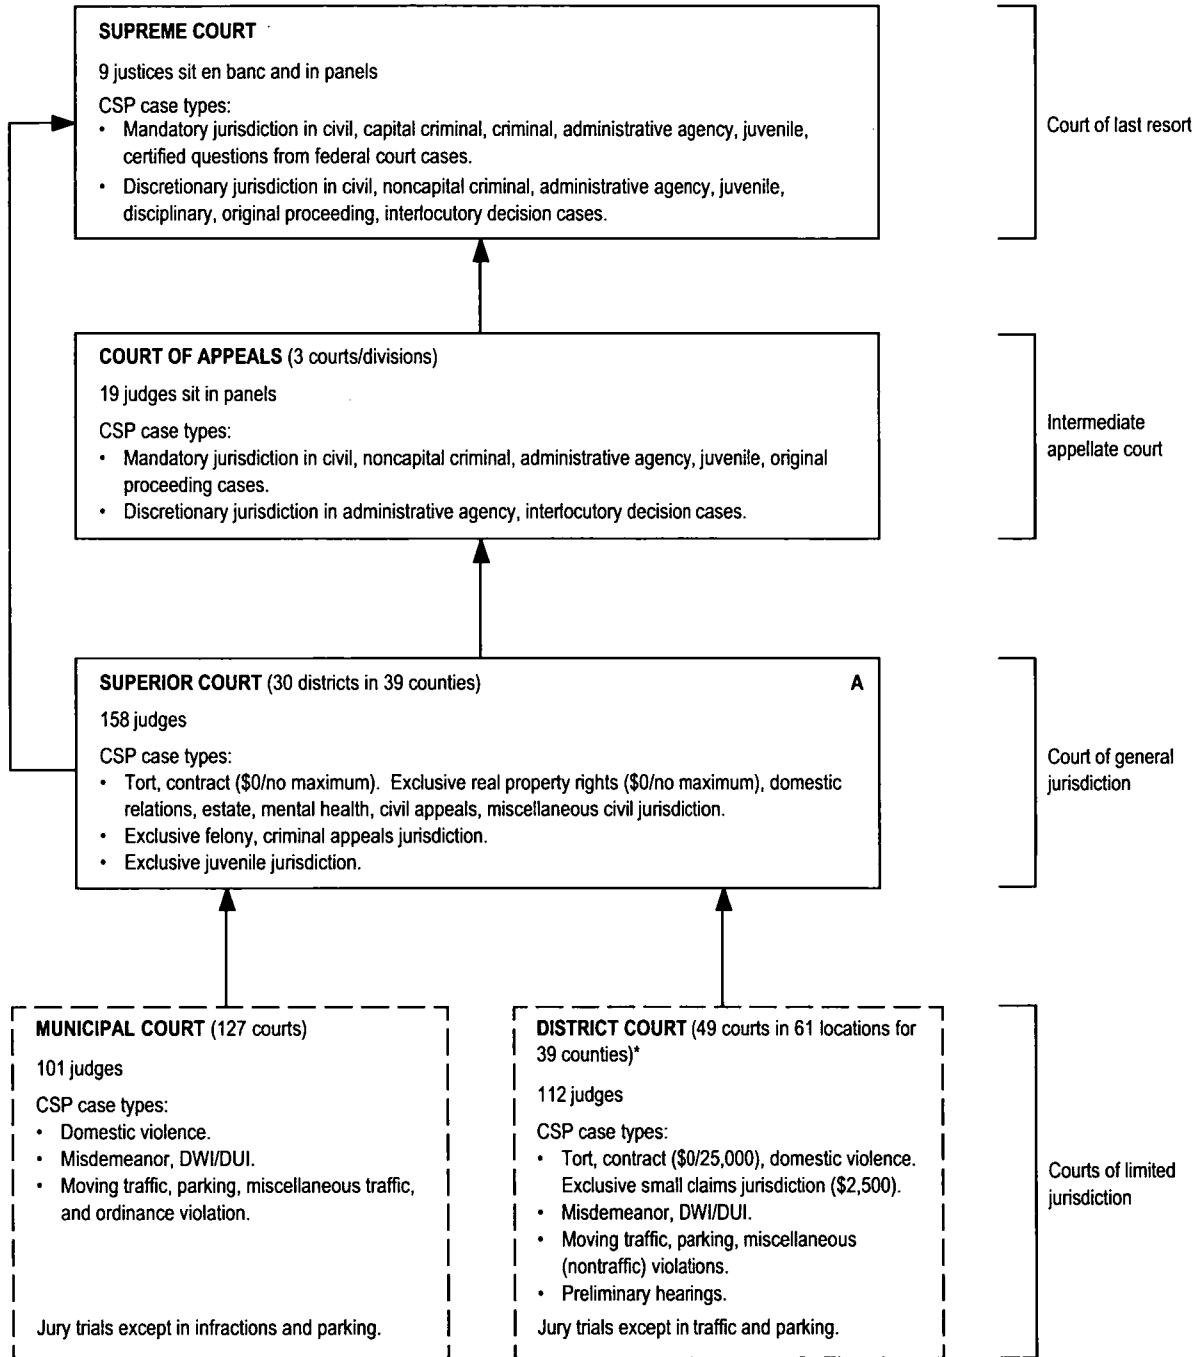 SUPREME COURT
9 justices sit en banc and in panels
CSP case types:
• Mandatory jurisdiction in civil, capital criminal, criminal, administrative agency, juvenile,
certified questions from federal court cases.
• Discretionary jurisdiction in civil, noncapital criminal, administrative agency, juvenile,
disciplinary, original proceeding, interlocutory decision cases.
Court of last resort
COURT OF APPEALS (3 courts/divisions)
19 judges sit in panels
CSP case types:
• Mandatory jurisdiction in civil, noncapital criminal, administrative agency, juvenile, original
proceeding cases.
• Discretionary jurisdiction in administrative agency, interlocutory decision cases.
Intermediate
appellate court
SUPERIOR COURT (30 districts in 39 counties) A
158 judges
CSP case types:
• Tort, contract ($0/no maximum). Exclusive real property rights ($0/no maximum), domestic
relations, estate, mental health, civil appeals, miscellaneous civil jurisdiction.
• Exclusive felony, criminal appeals jurisdiction.
• Exclusive juvenile jurisdiction.
Court of general
jurisdiction
MUNICIPAL COURT (127 courts)
101 judges
CSP case types:
• Domestic violence.
• Misdemeanor, DWI/DUI.
• Moving traffic, parking, miscellaneous traffic,
and ordinance violation.
Jury trials except in infractions and parking.
DISTRICT COURT (49 courts in 61 locations for
39 counties)*
112 judges
CSP case types:
• Tort, contract ($0/25,000), domestic violence.
Exclusive small claims jurisdiction ($2,500).
• Misdemeanor, DWI/DUI.
• Moving traffic, parking, miscellaneous
(nontraffic) violations.
• Preliminary hearings.
Jury trials except in traffic and parking.
Courts of limited
jurisdiction